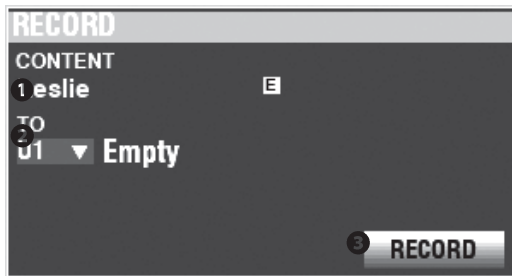 RECORD
CONTENT
1 eslie E
TO
2
01 ▼ Empty
3 RECORD